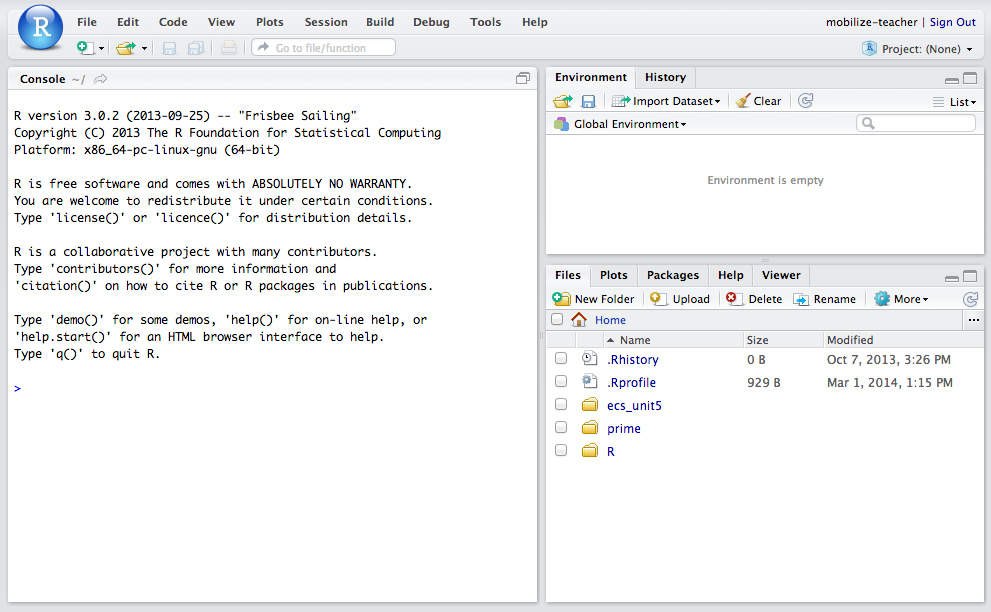 R
File Edit Code View Plots Session Build Debug Tools Help
mobilize-teacher | Sign Out
Go to file/function
R Project: (None)
Console ~/
R version 3.0.2 (2013-09-25) -- "Frisbee Sailing"
Copyright (C) 2013 The R Foundation for Statistical Computing
Platform: x86_64-pc-linux-gnu (64-bit)
R is free software and comes with ABSOLUTELY NO WARRANTY.
You are welcome to redistribute it under certain conditions.
Type 'license()' or 'licence()' for distribution details.
R is a collaborative project with many contributors.
Type 'contributors()' for more information and
'citation()' on how to cite R or R packages in publications.
Type 'demo()' for some demos, 'help()' for on-line help, or
'help.start()' for an HTML browser interface to help.
Type 'q()' to quit R.
>
Environment History
Import Dataset Clear List
Global Environment
Environment is empty
Files Plots Packages Help Viewer
New Folder Upload Delete Rename More
Home ...
Name Size Modified
.Rhistory 0 B Oct 7, 2013, 3:26 PM
.Rprofile 929 B Mar 1, 2014, 1:15 PM
ecs_unit5
prime
R